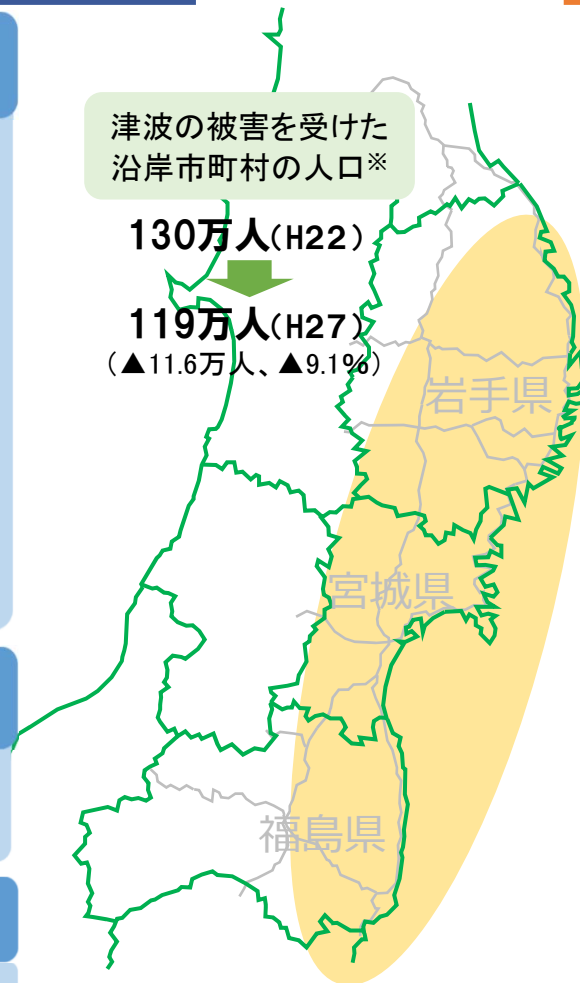 津波の被害を受けた
沿岸市町村の人口※
130万人(H22)
119万人(H27)
(▲11.6万人、▲9.1%)
岩手県
宮城県
福島県